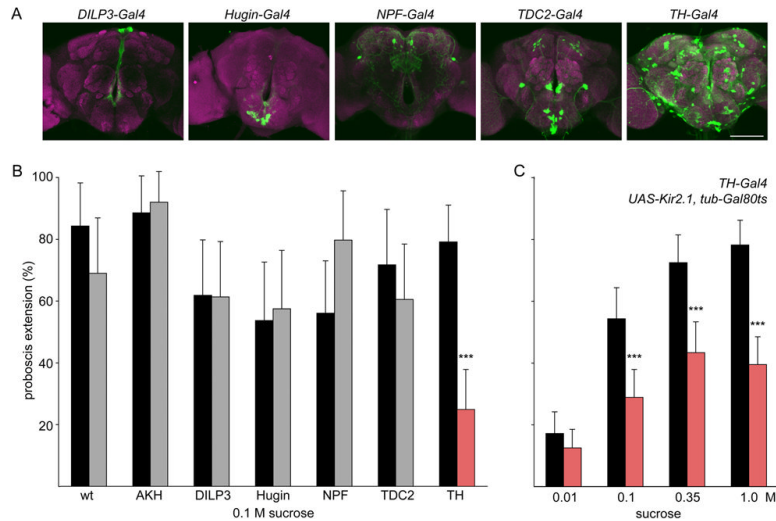 A
DILP3-Gal4 Hugin-Gal4 NPF-Gal4 TDC2-Gal4 TH-Gal4
B
proboscis extension (%)
100
80
60
40
20
***
wt AKH DILP3 Hugin NPF TDC2 TH
0.1 M sucrose
C
TH-Gal4
UAS-Kir2.1, tub-Gal80ts
*** *** ***
0.01 0.1 0.35 1.0 M
sucrose